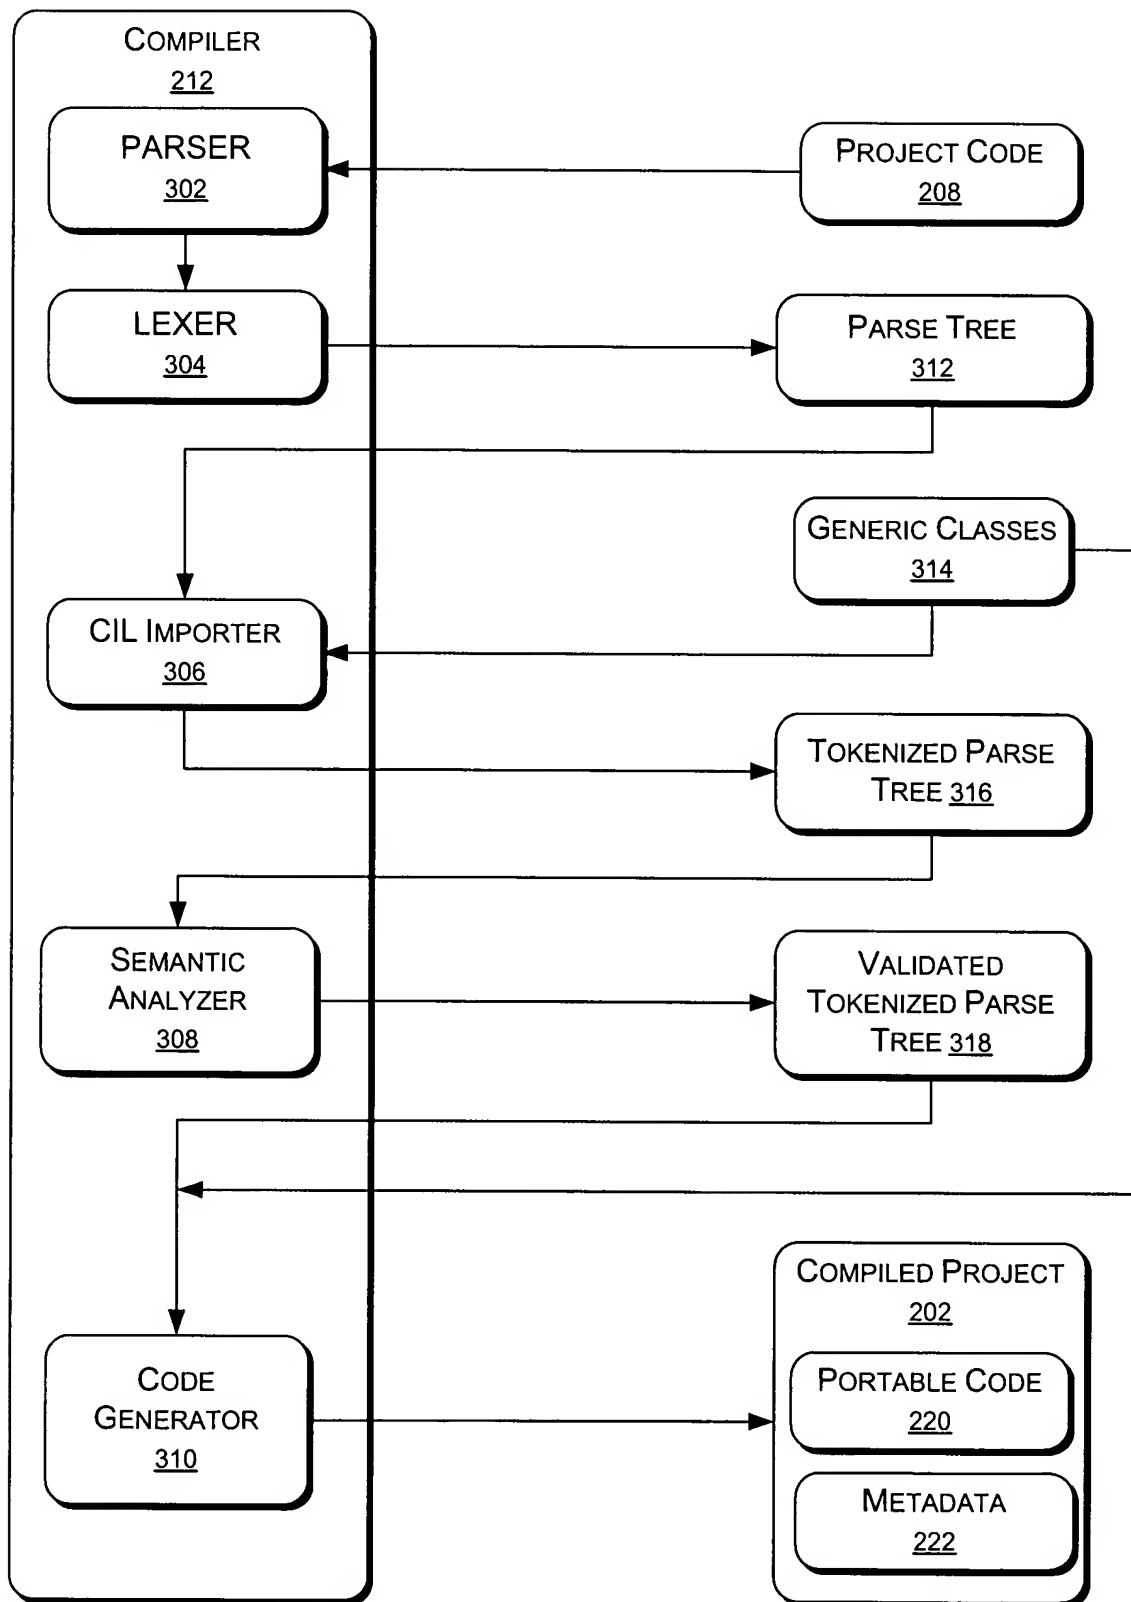 COMPILER
212
PARSER
302
PROJECT CODE
208
LEXER
304
PARSE TREE
312
GENERIC CLASSES
314
CIL IMPORTER
306
TOKENIZED PARSE
TREE 316
SEMANTIC
ANALYZER
308
VALIDATED
TOKENIZED PARSE
TREE 318
COMPILED PROJECT
202
CODE
GENERATOR
310
PORTABLE CODE
220
METADATA
222